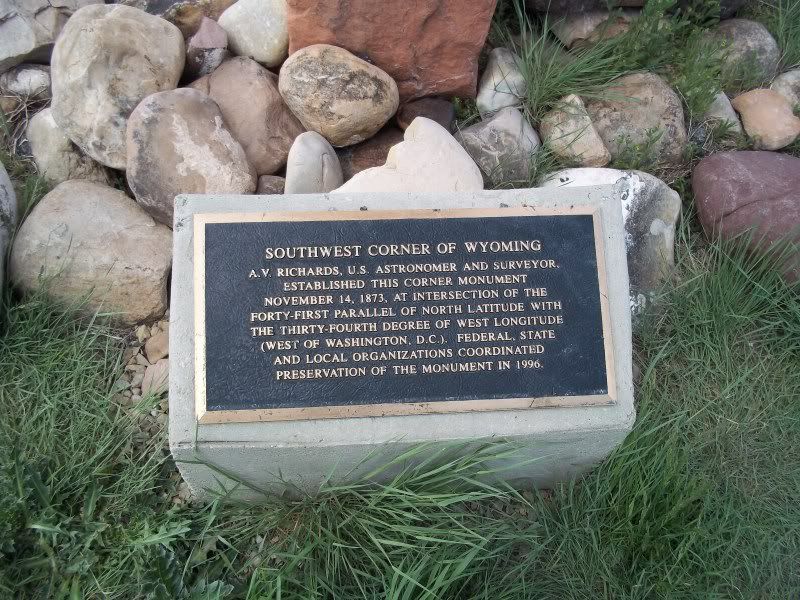 SOUTHWEST CORNER OF WYOMING
A.V. RICHARDS, U.S. ASTRONOMER AND SURVEYOR,
ESTABLISHED THIS CORNER MONUMENT
NOVEMBER 14, 1873, AT INTERSECTION OF THE
FORTY-FIRST PARALLEL OF NORTH LATITUDE WITH
THE THIRTY-FOURTH DEGREE OF WEST LONGITUDE
(WEST OF WASHINGTON, D.C.). FEDERAL, STATE
AND LOCAL ORGANIZATIONS COORDINATED
PRESERVATION OF THE MONUMENT IN 1996.